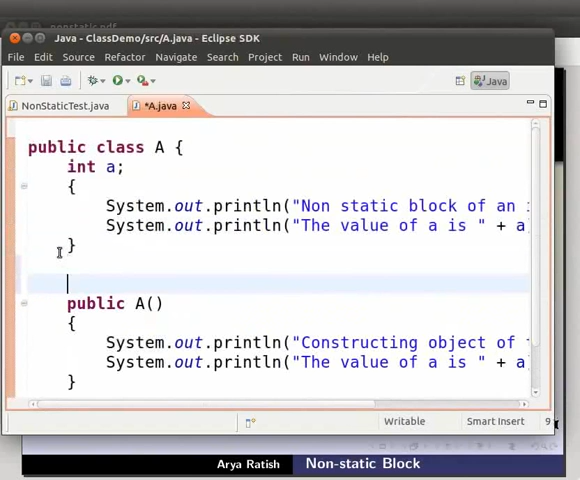 nonstatic.pdf
Java - ClassDemo/src/A.java - Eclipse SDK
File Edit Source Refactor Navigate Search Project Run Window Help
Java
NonStaticTest.java *A.java
public class A {
int a;
{
System.out.println("Non static block of an
System.out.println("The value of a is " + a
}
public A()
{
System.out.println("Constructing object of
System.out.println("The value of a is " + a
}
Writable Smart Insert 9
Arya Ratish Non-static Block